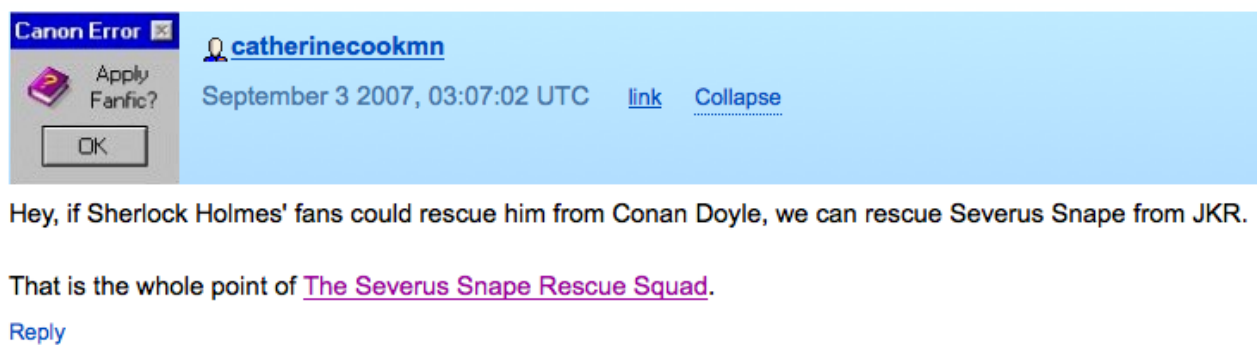 Canon Error
Apply
Fanfic?
OK
catherinecookmn
September 3 2007, 03:07:02 UTC link Collapse
Hey, if Sherlock Holmes' fans could rescue him from Conan Doyle, we can rescue Severus Snape from JKR.
That is the whole point of The Severus Snape Rescue Squad.
Reply